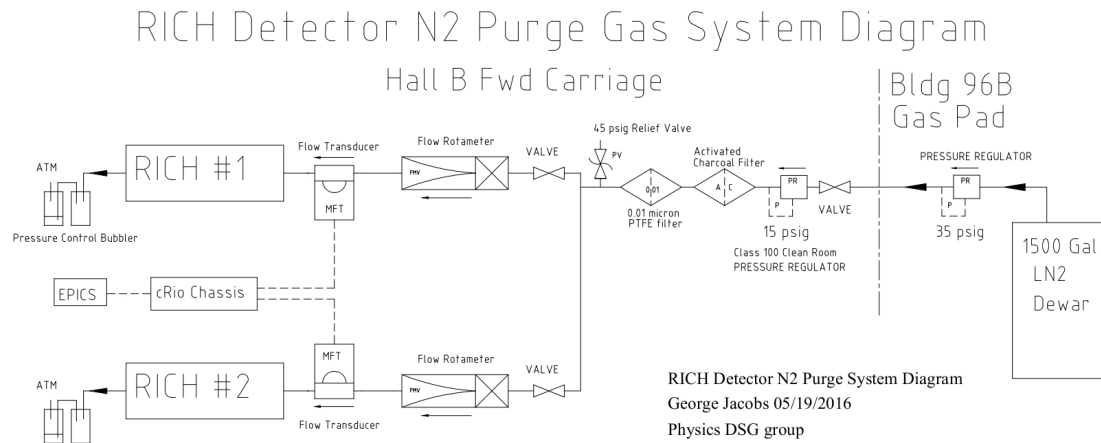 RICH Detector N2 Purge Gas System Diagram
Hall B Fwd Carriage
Bldg 96B
Gas Pad
45 psig Relief Valve
PV
ATM
RICH #1
Flow Transducer
MFT
Flow Rotameter
FMV
VALVE
0.01
0.01 micron
PTFE filter
Activated
Charcoal Filter
A C
PR
P
15 psig
VALVE
Class 100 Clean Room
PRESSURE REGULATOR
PRESSURE REGULATOR
PR
P
35 psig
1500 Gal
LN2
Dewar
Pressure Control Bubbler
EPICS
cRio Chassis
ATM
RICH #2
MFT
Flow Transducer
Flow Rotameter
FMV
VALVE
RICH Detector N2 Purge System Diagram
George Jacobs 05/19/2016
Physics DSG group